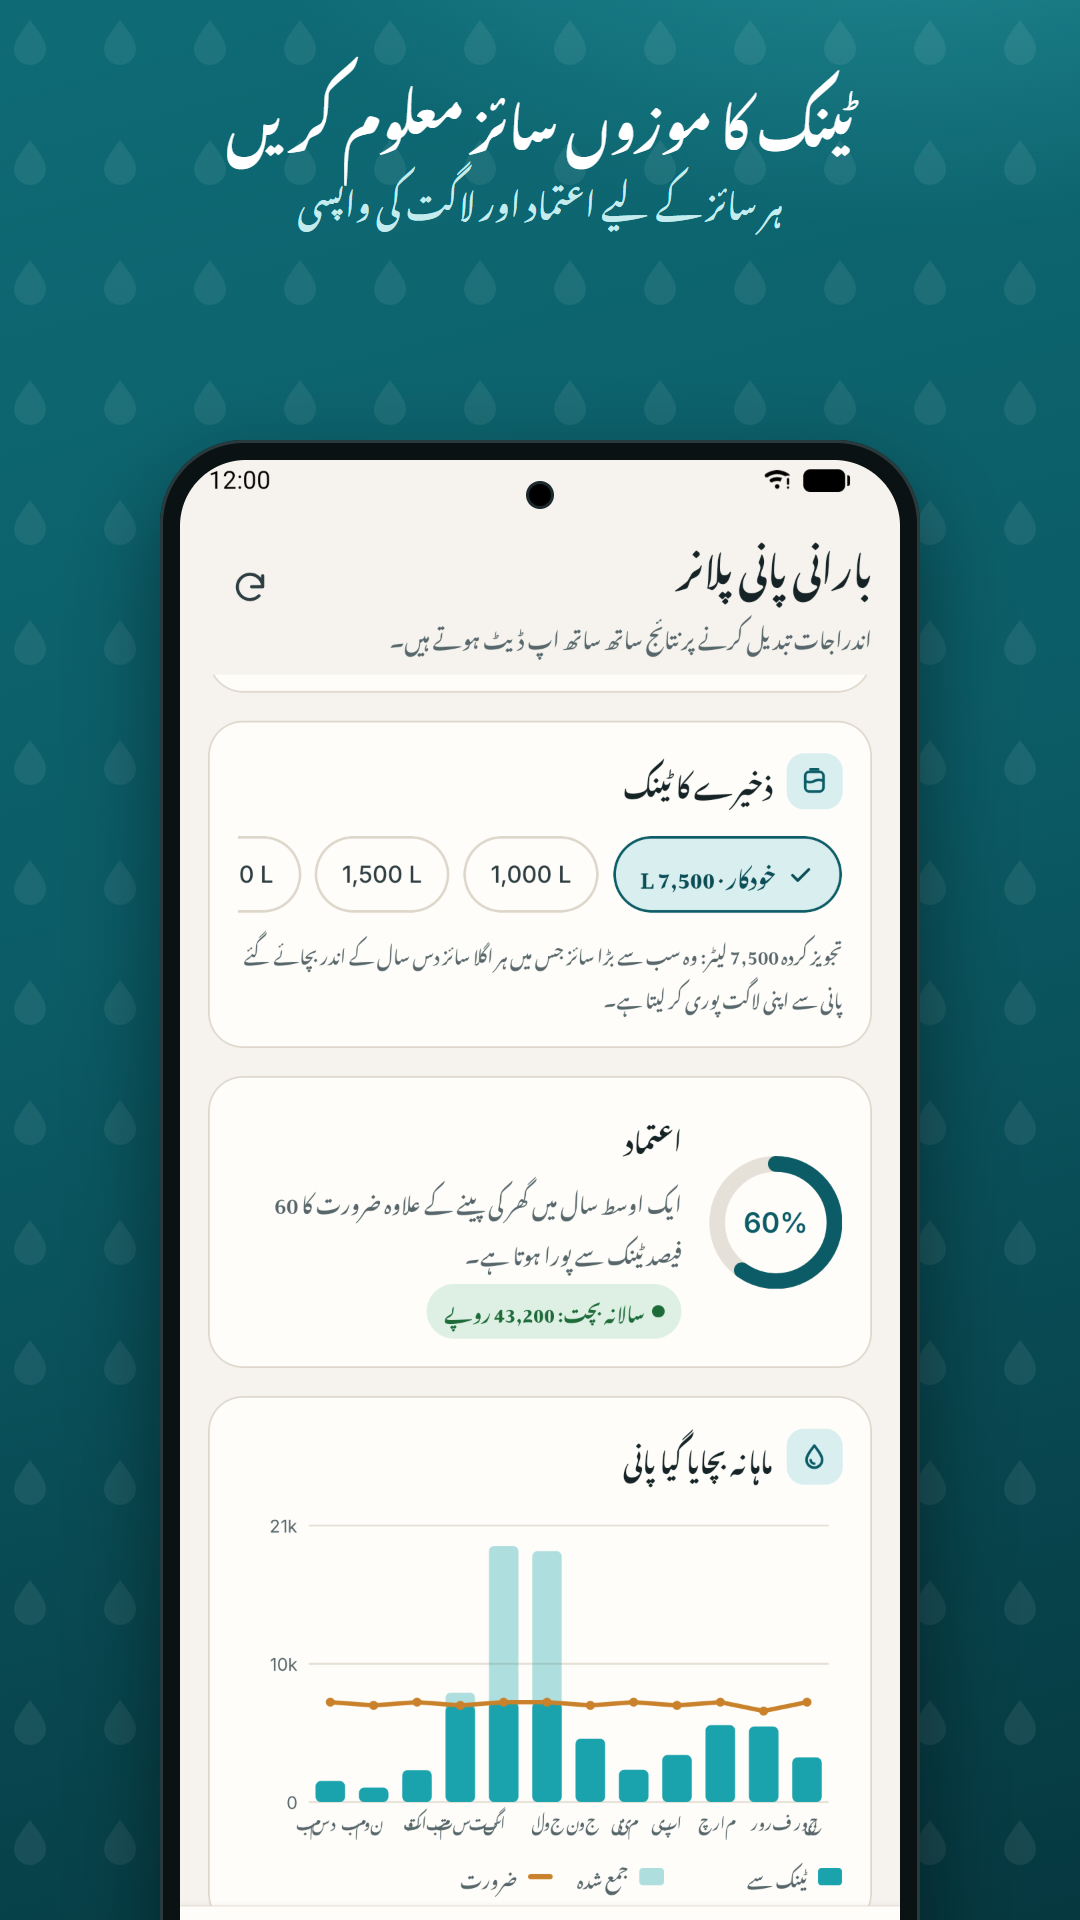 ٹینک کا موزوں سائز معلوم کریں
ہر سائز کے لیے اعتماد اور لاگت کی واپسی
12:00
بارانی پانی پلانر
اندراجات تبدیل کرنے پر نتائج ساتھ ساتھ اپ ڈیٹ ہوتے ہیں۔
ذخیرے کا ٹینک
خودکار · 7,500 L
1,000 L
1,500 L
0 L
تجویز کردہ 7,500 لیٹر: وہ سب سے بڑا سائز جس میں ہر اگلا سائز دس سال کے اندر بچائے گئے
پانی سے اپنی لاگت پوری کر لیتا ہے۔
60%
اعتماد
ایک اوسط سال میں گھر کی پینے کے علاوہ ضرورت کا 60
فیصد ٹینک سے پورا ہوتا ہے۔
سالانہ بچت: 43,200 روپے
ماہانہ بچایا گیا پانی
21k
10k
0
ٹینک سے
جمع شدہ
ضرورت